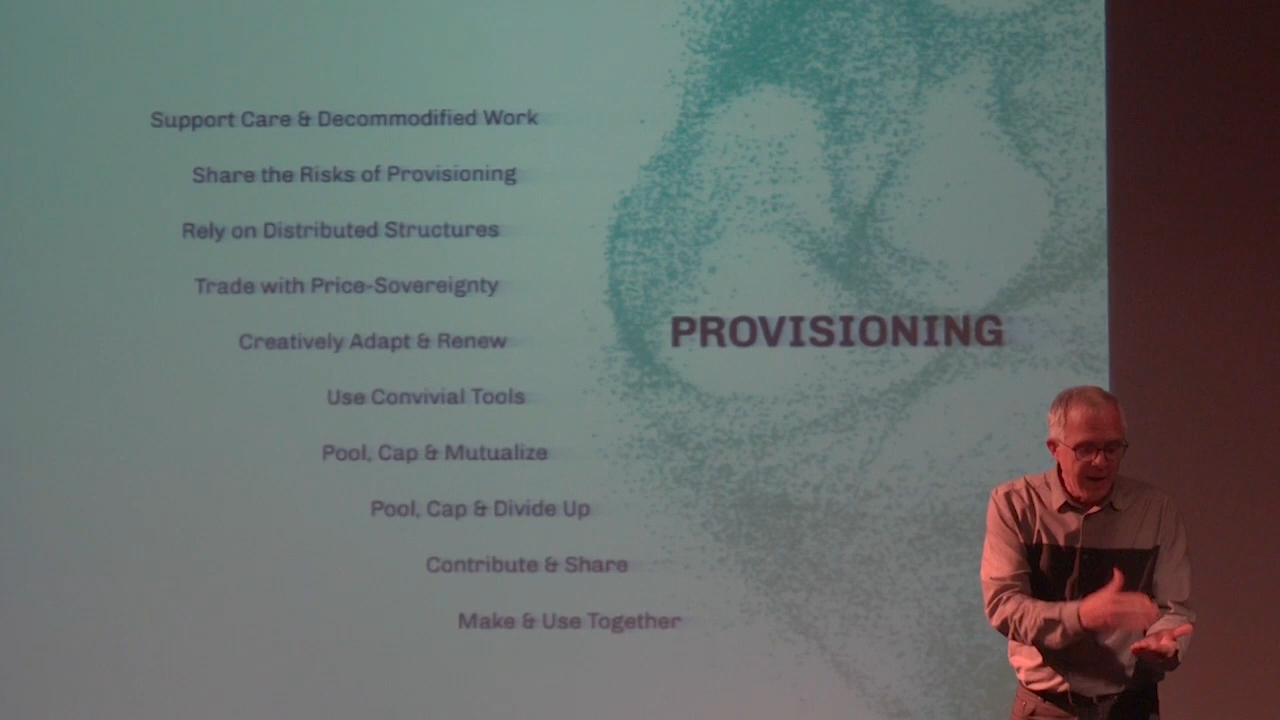 Support Care & Decommodified Work
Share the Risks of Provisioning
Rely on Distributed Structures
Trade with Price-Sovereignty
Creatively Adapt & Renew
PROVISIONING
Use Convivial Tools
Pool, Cap & Mutualize
Pool, Cap & Divide Up
Contribute & Share
Make & Use Together